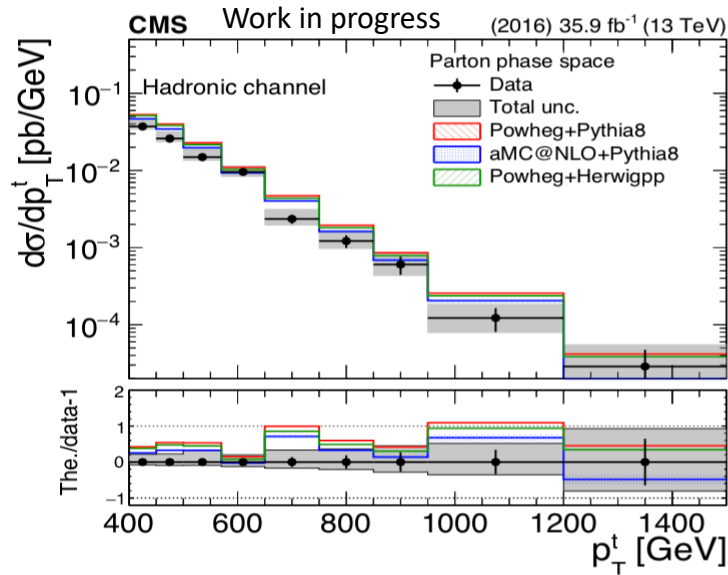 CMS Work in progress (2016) 35.9 fb⁻¹ (13 TeV)
Hadronic channel
Parton phase space
Data
Total unc.
Powheg+Pythia8
aMC@NLO+Pythia8
Powheg+Herwigpp
dσ/dp_T^t [pb/GeV]
10⁻¹
10⁻²
10⁻³
10⁻⁴
The./data-1
2
1
0
−1
400 600 800 1000 1200 1400
p_T^t [GeV]